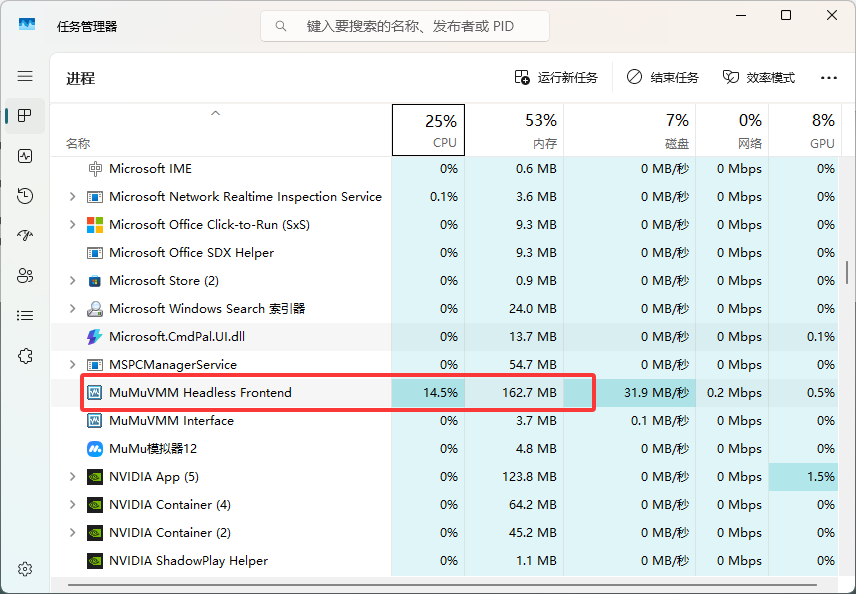 任务管理器
键入要搜索的名称、发布者或 PID
进程
运行新任务
结束任务
效率模式
25% 53% 7% 0% 8%
名称 CPU 内存 磁盘 网络 GPU
Microsoft IME 0% 0.6 MB 0 MB/秒 0 Mbps 0%
Microsoft Network Realtime Inspection Service 0.1% 3.6 MB 0 MB/秒 0 Mbps 0%
Microsoft Office Click-to-Run (SxS) 0% 9.3 MB 0 MB/秒 0 Mbps 0%
Microsoft Office SDX Helper 0% 9.3 MB 0 MB/秒 0 Mbps 0%
Microsoft Store (2) 0% 0.9 MB 0 MB/秒 0 Mbps 0%
Microsoft Windows Search 索引器 0% 24.0 MB 0 MB/秒 0 Mbps 0%
Microsoft.CmdPal.UI.dll 0% 13.7 MB 0 MB/秒 0 Mbps 0.1%
MSPCManagerService 0% 54.7 MB 0 MB/秒 0 Mbps 0%
MuMuVMM Headless Frontend 14.5% 162.7 MB 31.9 MB/秒 0.2 Mbps 0.5%
MuMuVMM Interface 0% 3.7 MB 0.1 MB/秒 0 Mbps 0%
MuMu模拟器12 0% 4.8 MB 0 MB/秒 0 Mbps 0%
NVIDIA App (5) 0% 123.8 MB 0 MB/秒 0 Mbps 1.5%
NVIDIA Container (4) 0% 64.2 MB 0 MB/秒 0 Mbps 0%
NVIDIA Container (2) 0% 45.2 MB 0 MB/秒 0 Mbps 0%
NVIDIA ShadowPlay Helper 0% 1.1 MB 0 MB/秒 0 Mbps 0%